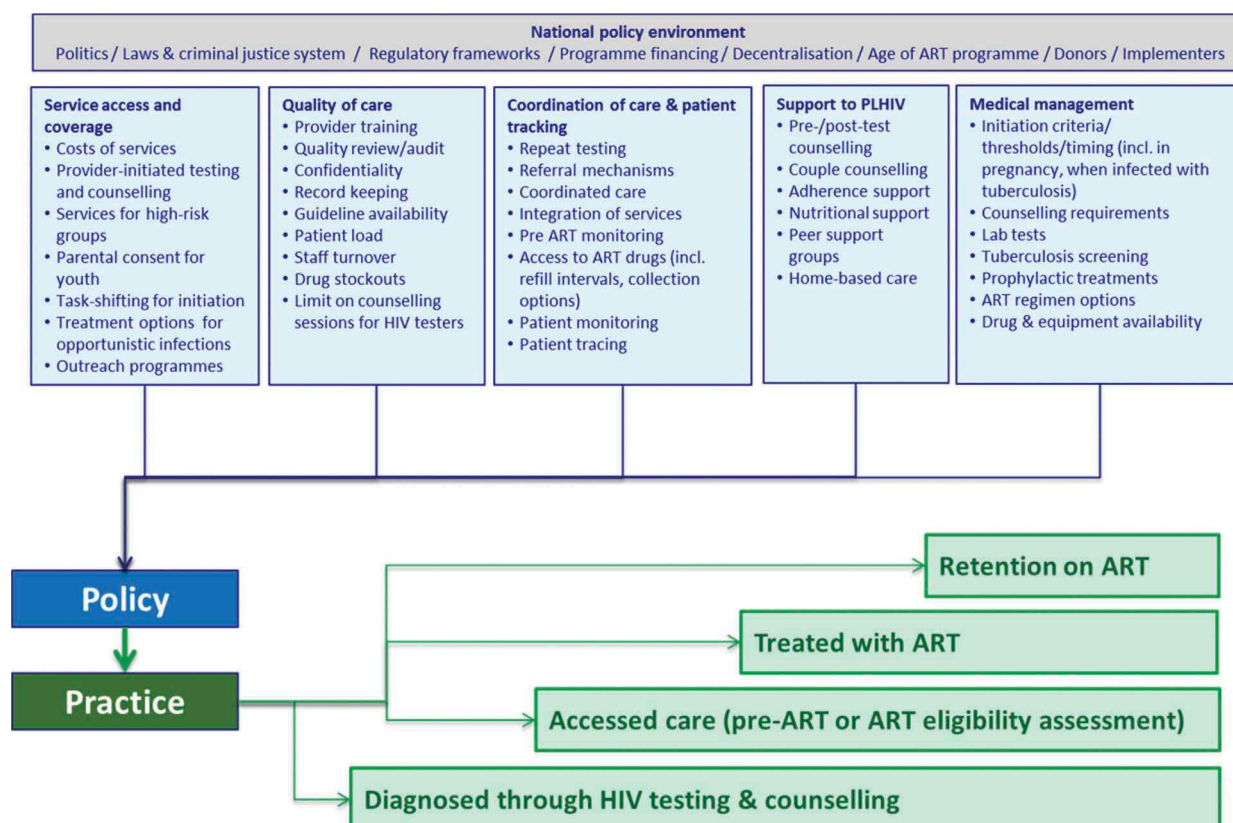 National policy environment
Politics / Laws & criminal justice system / Regulatory frameworks / Programme financing / Decentralisation / Age of ART programme / Donors / Implementers
Service access and
coverage
• Costs of services
• Provider-initiated testing
and counselling
• Services for high-risk
groups
• Parental consent for
youth
• Task-shifting for initiation
• Treatment options for
opportunistic infections
• Outreach programmes
Quality of care
• Provider training
• Quality review/audit
• Confidentiality
• Record keeping
• Guideline availability
• Patient load
• Staff turnover
• Drug stockouts
• Limit on counselling
sessions for HIV testers
Coordination of care & patient
tracking
• Repeat testing
• Referral mechanisms
• Coordinated care
• Integration of services
• Pre ART monitoring
• Access to ART drugs (incl.
refill intervals, collection
options)
• Patient monitoring
• Patient tracing
Support to PLHIV
• Pre-/post-test
counselling
• Couple counselling
• Adherence support
• Nutritional support
• Peer support
groups
• Home-based care
Medical management
• Initiation criteria/
thresholds/timing (incl. in
pregnancy, when infected with
tuberculosis)
• Counselling requirements
• Lab tests
• Tuberculosis screening
• Prophylactic treatments
• ART regimen options
• Drug & equipment availability
Policy
Practice
Retention on ART
Treated with ART
Accessed care (pre-ART or ART eligibility assessment)
Diagnosed through HIV testing & counselling